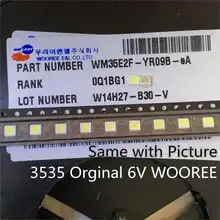 우리이앤엘주식회사
WOOREE E&L CO.,LTD
PART NUMBER WM35E2F-YR09B-eA
RANK 0Q1BG1
LOT NUMBER W14H27-B30-V
Same with Picture
3535 Orginal 6V WOOREE